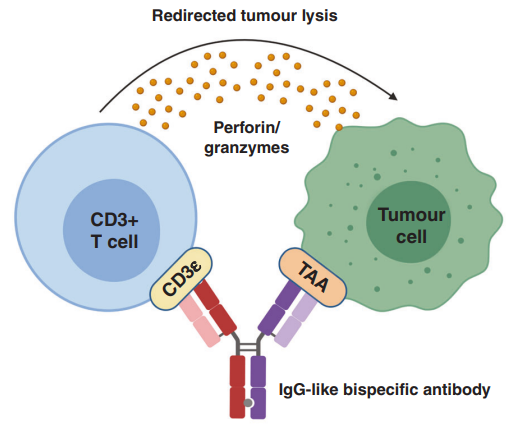 Redirected tumour lysis
Perforin/
granzymes
CD3+
T cell
Tumour
cell
CD3ε
TAA
IgG-like bispecific antibody